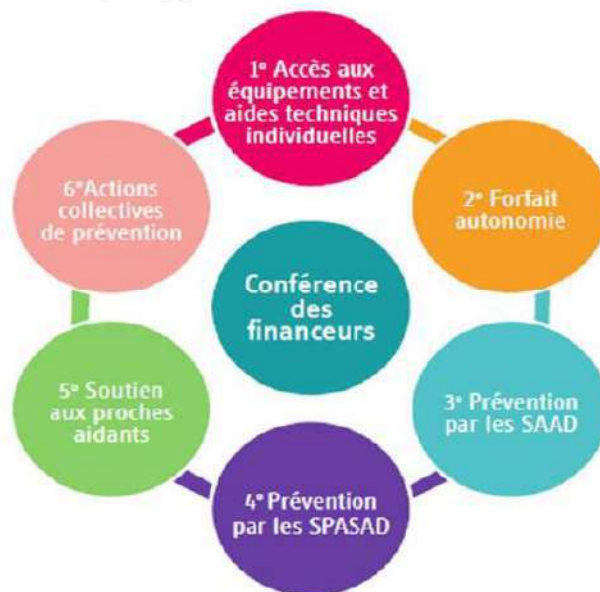 1° Accès aux
équipements et
aides techniques
individuelles
2° Forfait
autonomie
3° Prévention
par les SAAD
4° Prévention
par les SPASAD
5° Soutien
aux proches
aidants
6°Actions
collectives
de prévention
Conférence
des
financeurs